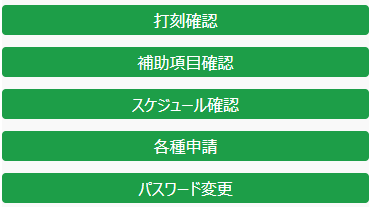 打刻確認
補助項目確認
スケジュール確認
各種申請
パスワード変更